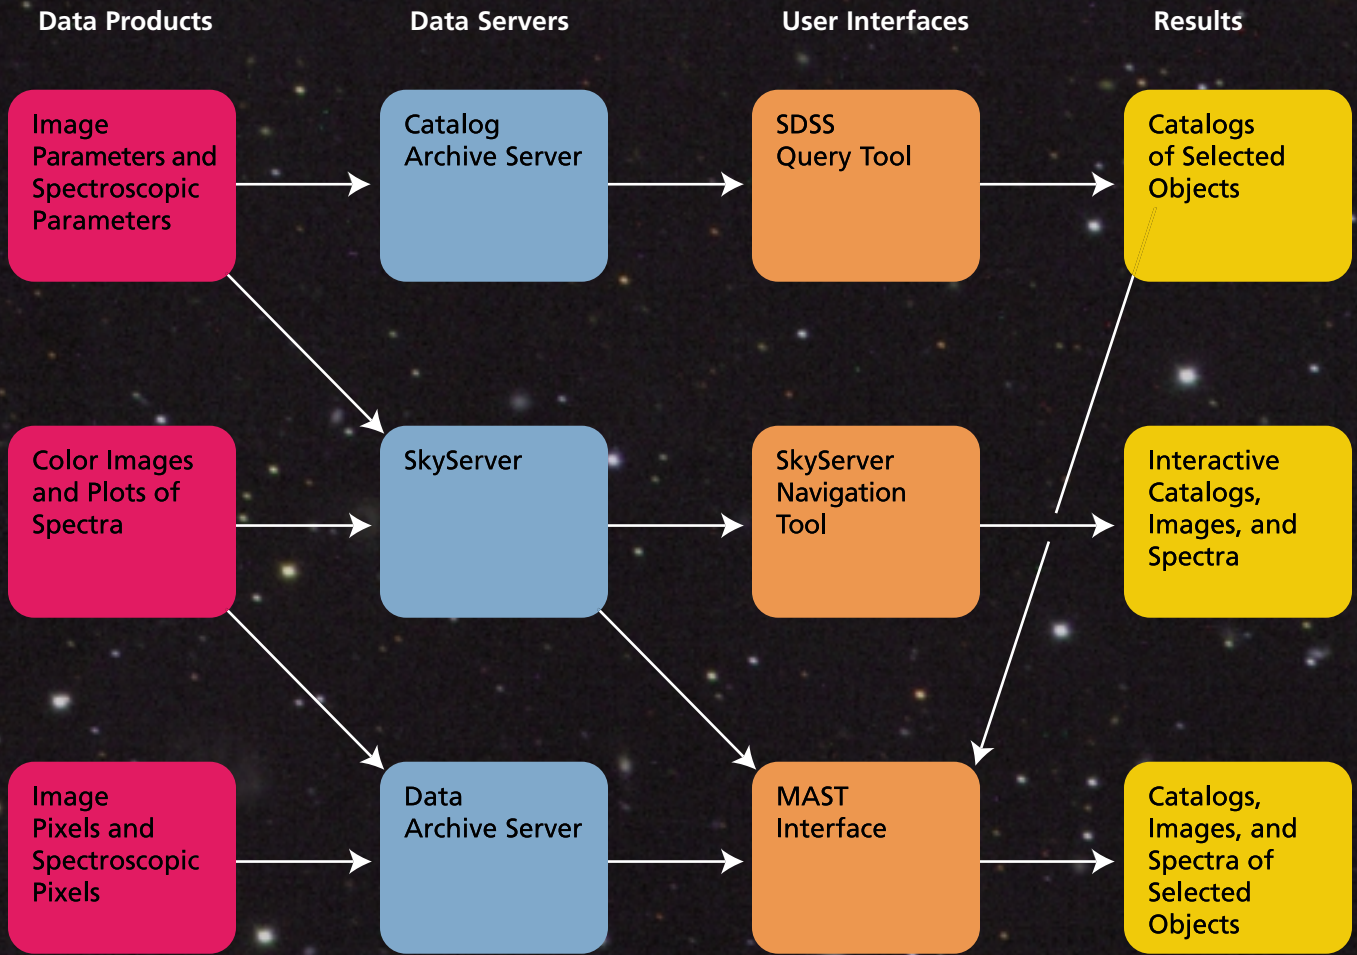 Data Products
Data Servers
User Interfaces
Results
Image
Parameters and
Spectroscopic
Parameters
Catalog
Archive Server
SDSS
Query Tool
Catalogs
of Selected
Objects
Color Images
and Plots of
Spectra
SkyServer
SkyServer
Navigation
Tool
Interactive
Catalogs,
Images, and
Spectra
Image
Pixels and
Spectroscopic
Pixels
Data
Archive Server
MAST
Interface
Catalogs,
Images, and
Spectra of
Selected
Objects